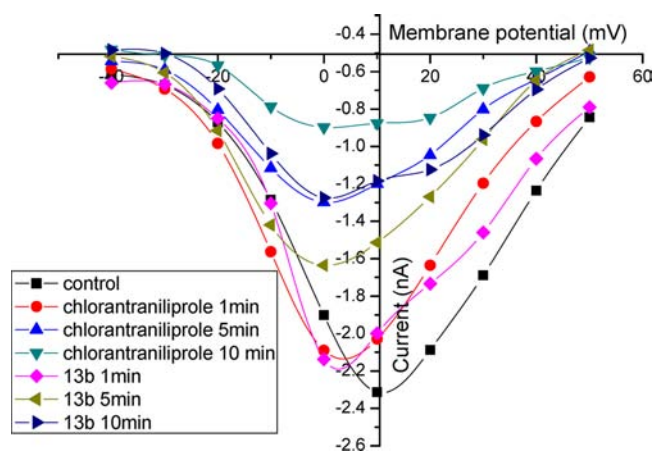 -0.4
Membrane potential (mV)
-40
-20
0
20
40
60
-0.6
-0.8
-1.0
-1.2
-1.4
-1.6
-1.8
-2.0
-2.2
-2.4
-2.6
Current (nA)
control
chlorantraniliprole 1min
chlorantraniliprole 5min
chlorantraniliprole 10 min
13b 1min
13b 5min
13b 10min